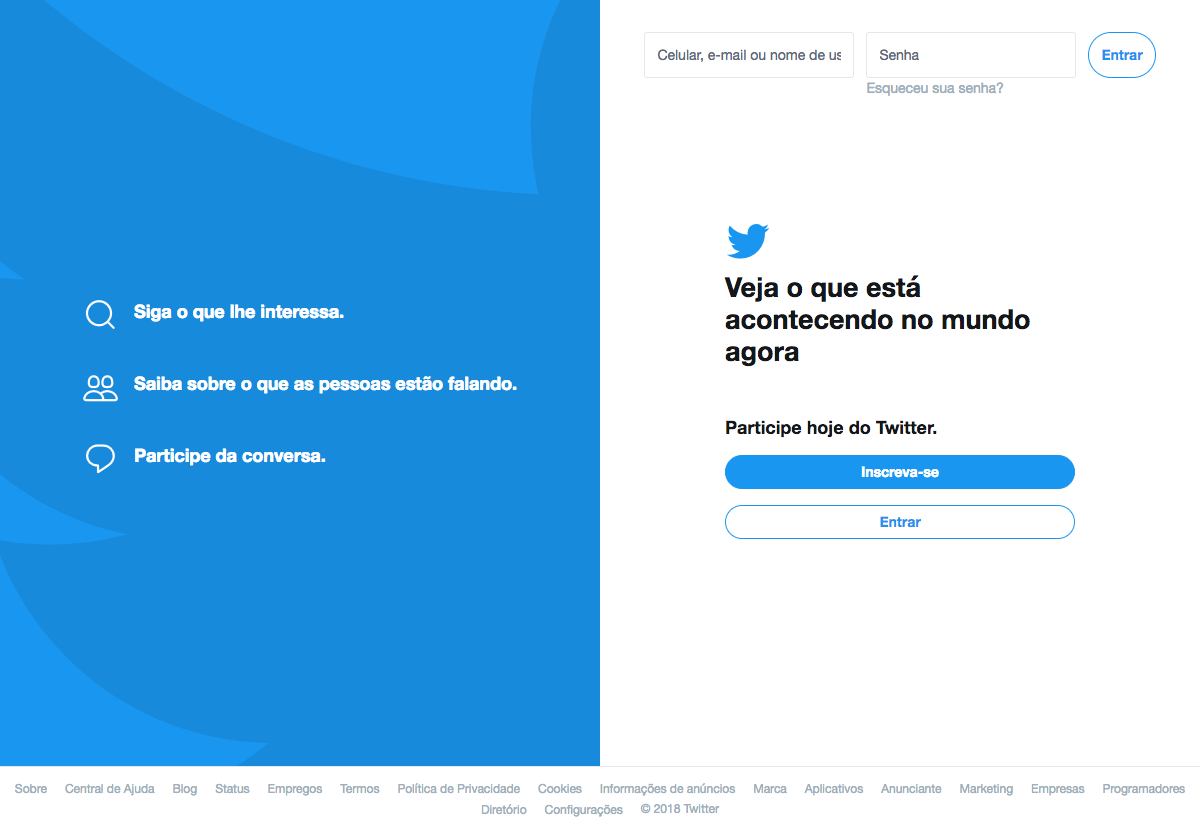 Celular, e-mail ou nome de us
Senha
Entrar
Esqueceu sua senha?
Siga o que lhe interessa.
Saiba sobre o que as pessoas estão falando.
Participe da conversa.
Veja o que está
acontecendo no mundo
agora
Participe hoje do Twitter.
Inscreva-se
Entrar
Sobre Central de Ajuda Blog Status Empregos Termos Política de Privacidade Cookies Informações de anúncios Marca Aplicativos Anunciante Marketing Empresas Programadores
Diretório Configurações © 2018 Twitter